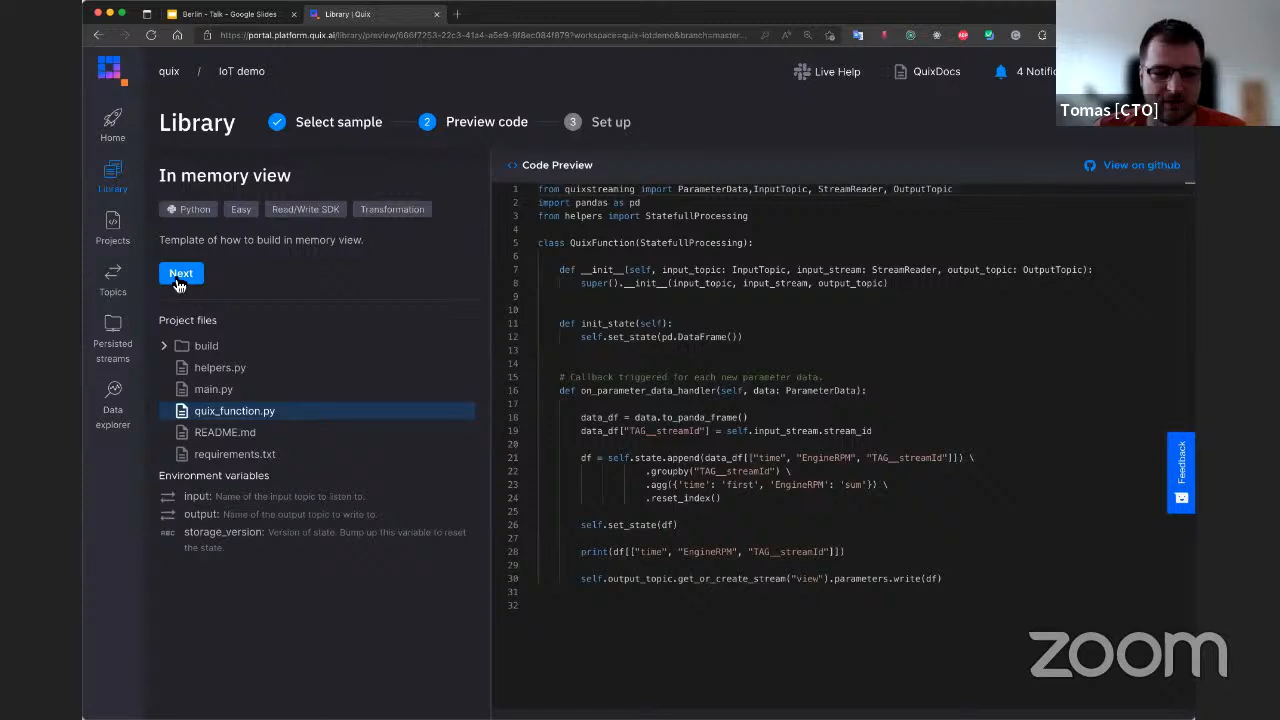 Berlin - Talk - Google Slides
Library | Quix
https://portal.platform.quix.ai/library/preview/666f7253-22c3-41a4-a5e9-9f8ec084f879?workspace=quix-iotdemo&branch=master...
quix / IoT demo
Live Help
QuixDocs
4 Notific
Tomas [CTO]
Home
Library
Projects
Topics
Persisted
streams
Data
explorer
Library
Select sample
2 Preview code
3 Set up
In memory view
Python
Easy
Read/Write SDK
Transformation
Template of how to build in memory view.
Next
Project files
build
helpers.py
main.py
quix_function.py
README.md
requirements.txt
Environment variables
input: Name of the input topic to listen to.
output: Name of the output topic to write to.
ABC storage_version: Version of state. Bump up this variable to reset
the state.
<> Code Preview
View on github
1 from quixstreaming import ParameterData,InputTopic, StreamReader, OutputTopic
2 import pandas as pd
3 from helpers import StatefullProcessing
4
5 class QuixFunction(StatefullProcessing):
6
7 def __init__(self, input_topic: InputTopic, input_stream: StreamReader, output_topic: OutputTopic):
8 super().__init__(input_topic, input_stream, output_topic)
9
10
11 def init_state(self):
12 self.set_state(pd.DataFrame())
13
14
15 # Callback triggered for each new parameter data.
16 def on_parameter_data_handler(self, data: ParameterData):
17
18 data_df = data.to_panda_frame()
19 data_df["TAG__streamId"] = self.input_stream.stream_id
20
21 df = self.state.append(data_df[["time", "EngineRPM", "TAG__streamId"]]) \
22 .groupby("TAG__streamId") \
23 .agg({'time': 'first', 'EngineRPM': 'sum'}) \
24 .reset_index()
25
26 self.set_state(df)
27
28 print(df[["time", "EngineRPM", "TAG__streamId"]])
29
30 self.output_topic.get_or_create_stream("view").parameters.write(df)
31
32
Feedback
zoom